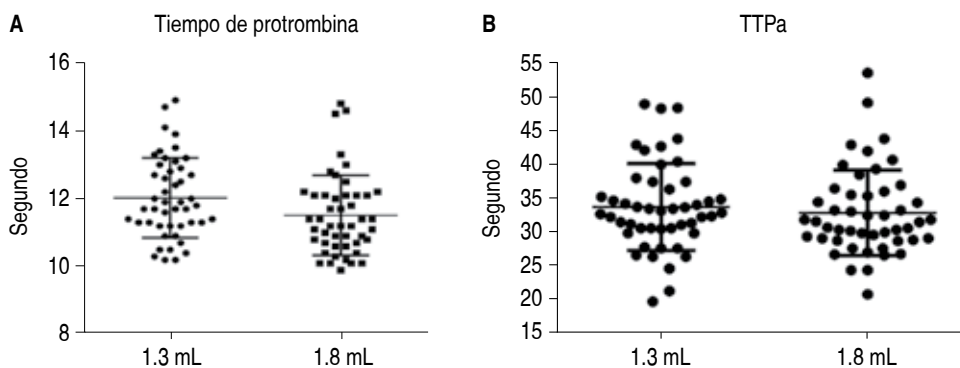 A
Tiempo de protrombina
Segundo
16
14
12
10
8
1.3 mL
1.8 mL
B
TTPa
Segundo
55
50
45
40
35
30
25
20
15
1.3 mL
1.8 mL